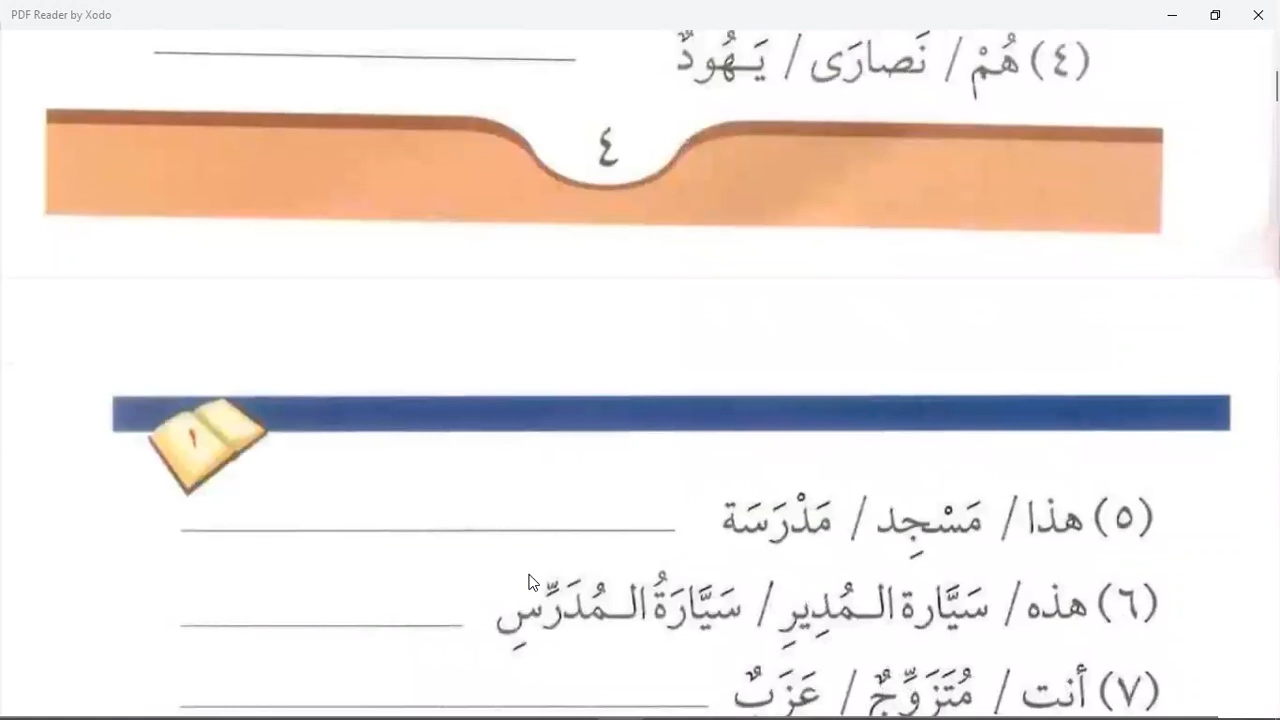 PDF Reader by Xodo
(٤) هُمْ / نَصارَى / يَـهُودٌ
٤
١
(٥) هذا / مَسْجِد / مَدْرَسَة
(٦) هذه / سَيَّارة الـمُدِيرِ / سَيَّارَةُ الـمُدَرِّسِ
(٧) أنت / مُتَزَوِّجٌ / عَزَبٌ